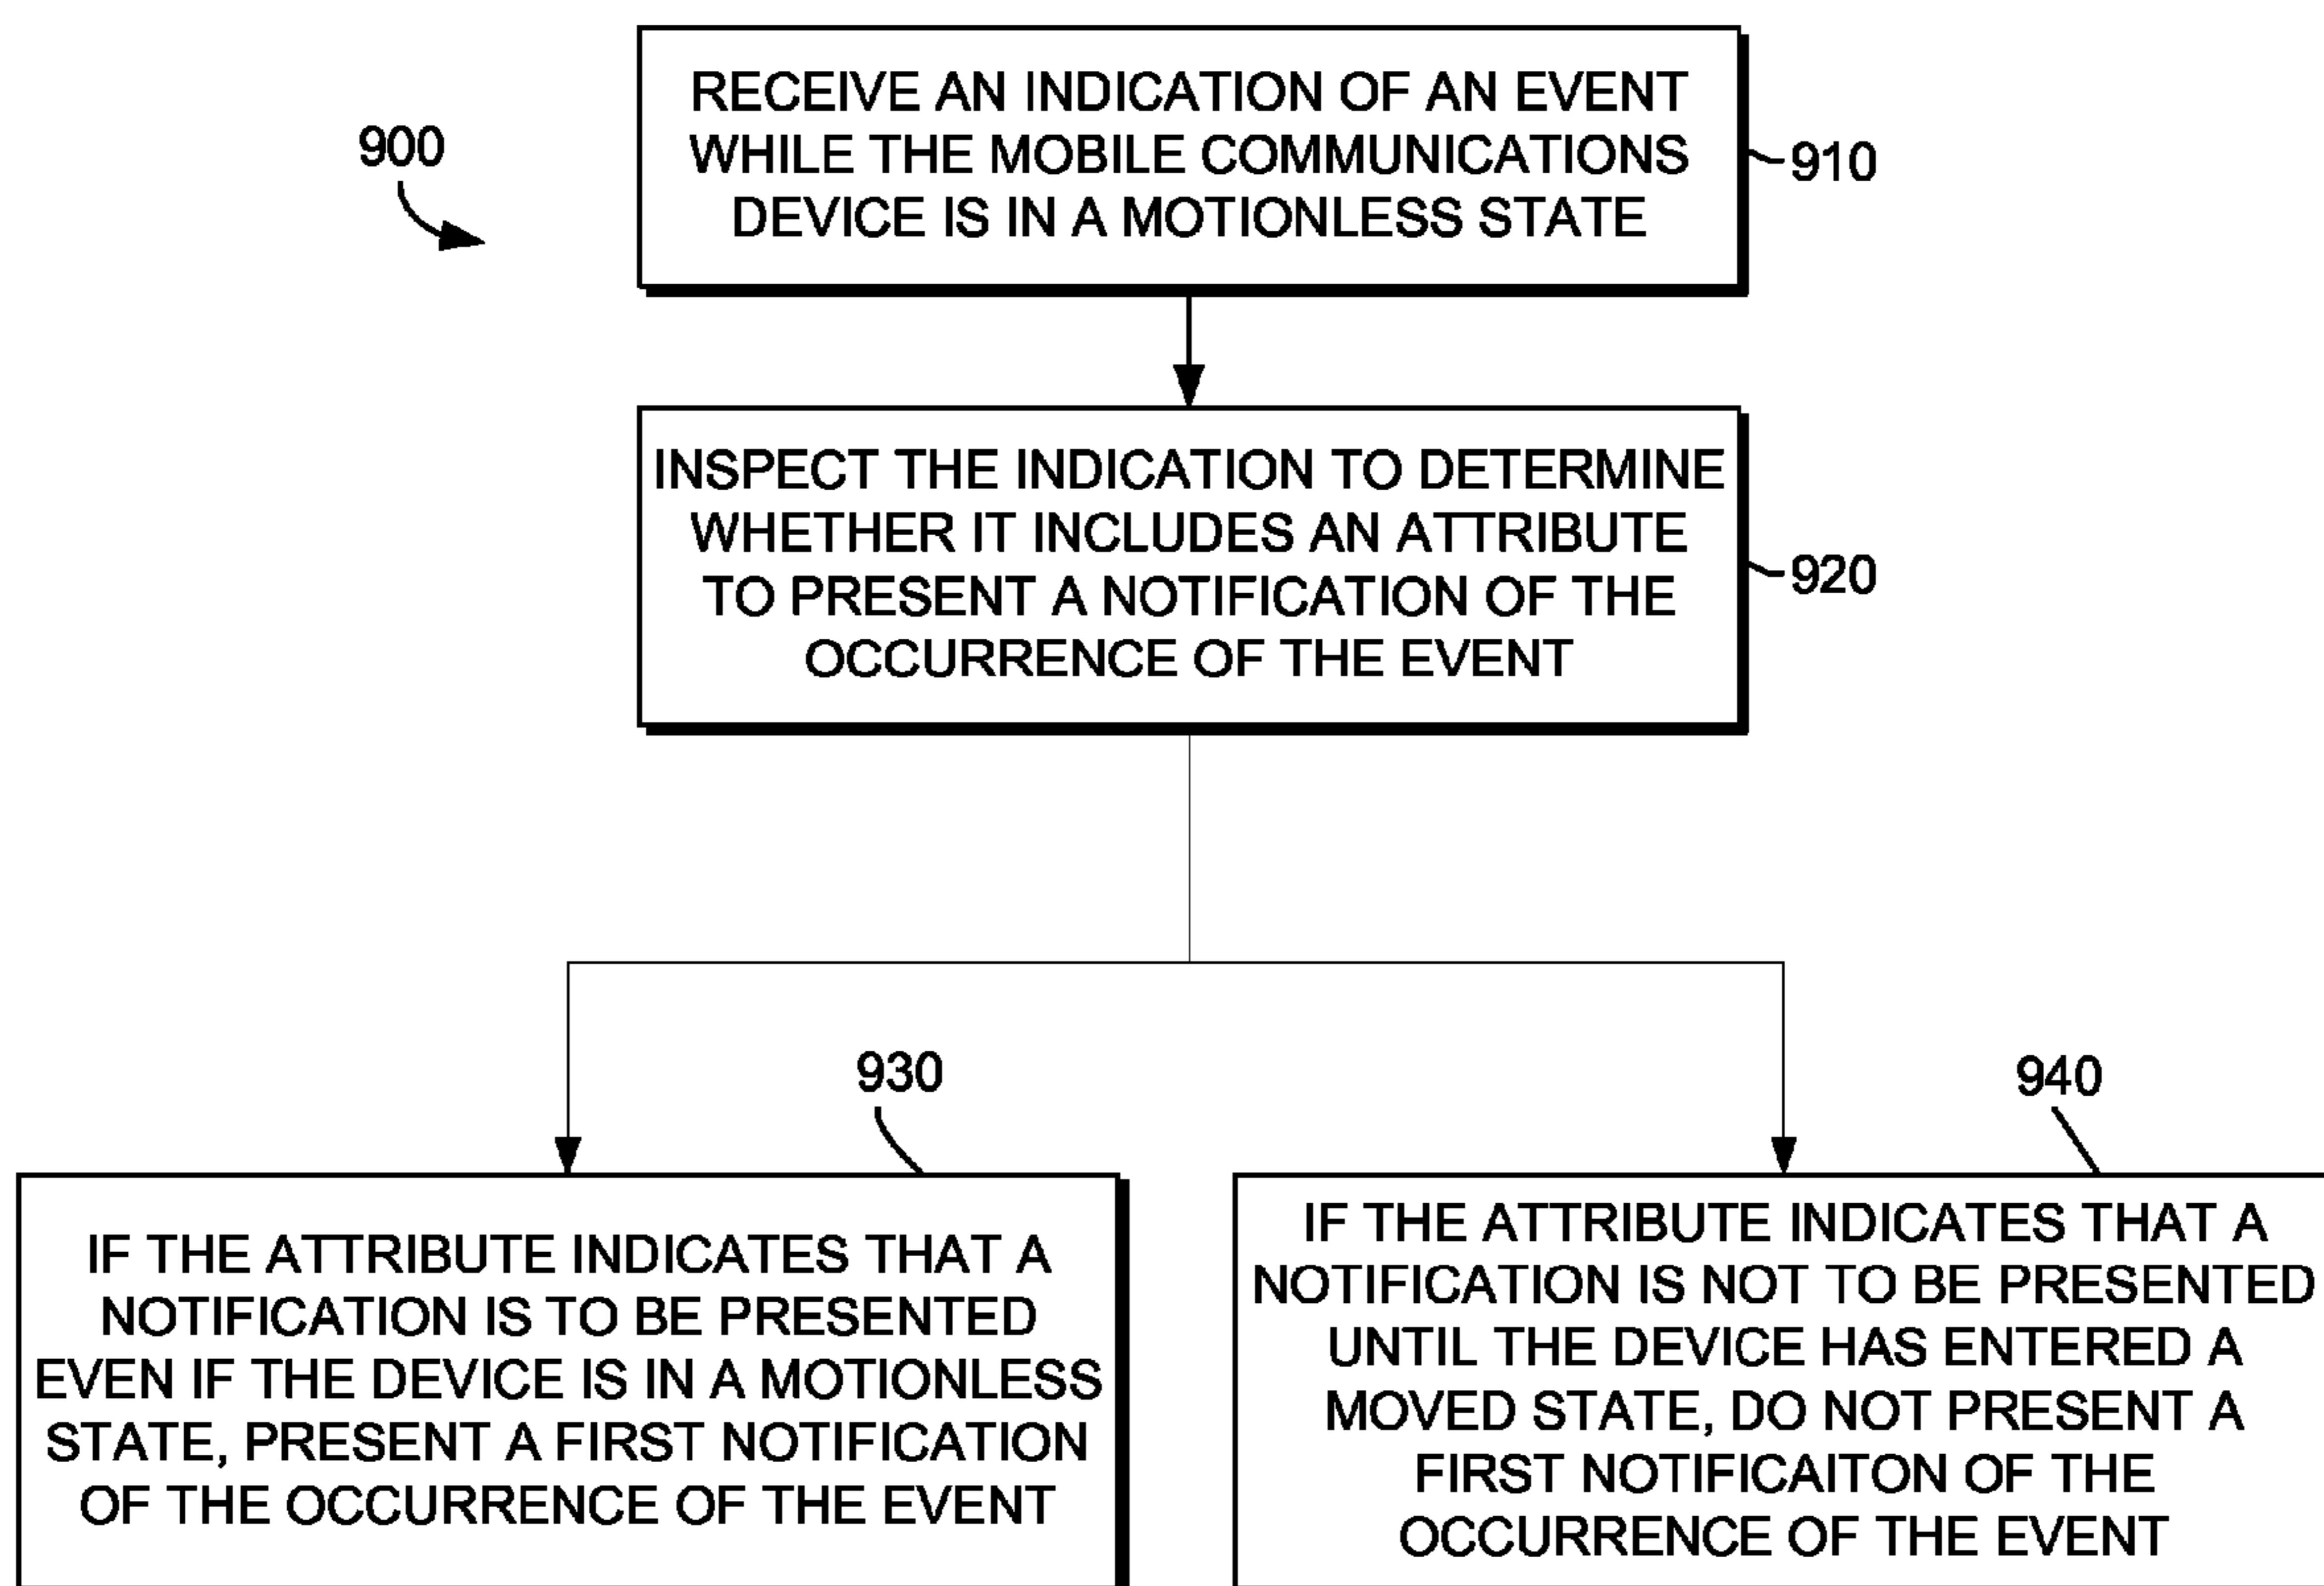 900
RECEIVE AN INDICATION OF AN EVENT
WHILE THE MOBILE COMMUNICATIONS
DEVICE IS IN A MOTIONLESS STATE
910
INSPECT THE INDICATION TO DETERMINE
WHETHER IT INCLUDES AN ATTRIBUTE
TO PRESENT A NOTIFICATION OF THE
OCCURRENCE OF THE EVENT
920
930
IF THE ATTRIBUTE INDICATES THAT A
NOTIFICATION IS TO BE PRESENTED
EVEN IF THE DEVICE IS IN A MOTIONLESS
STATE, PRESENT A FIRST NOTIFICATION
OF THE OCCURRENCE OF THE EVENT
940
IF THE ATTRIBUTE INDICATES THAT A
NOTIFICATION IS NOT TO BE PRESENTED
UNTIL THE DEVICE HAS ENTERED A
MOVED STATE, DO NOT PRESENT A
FIRST NOTIFICAITON OF THE
OCCURRENCE OF THE EVENT